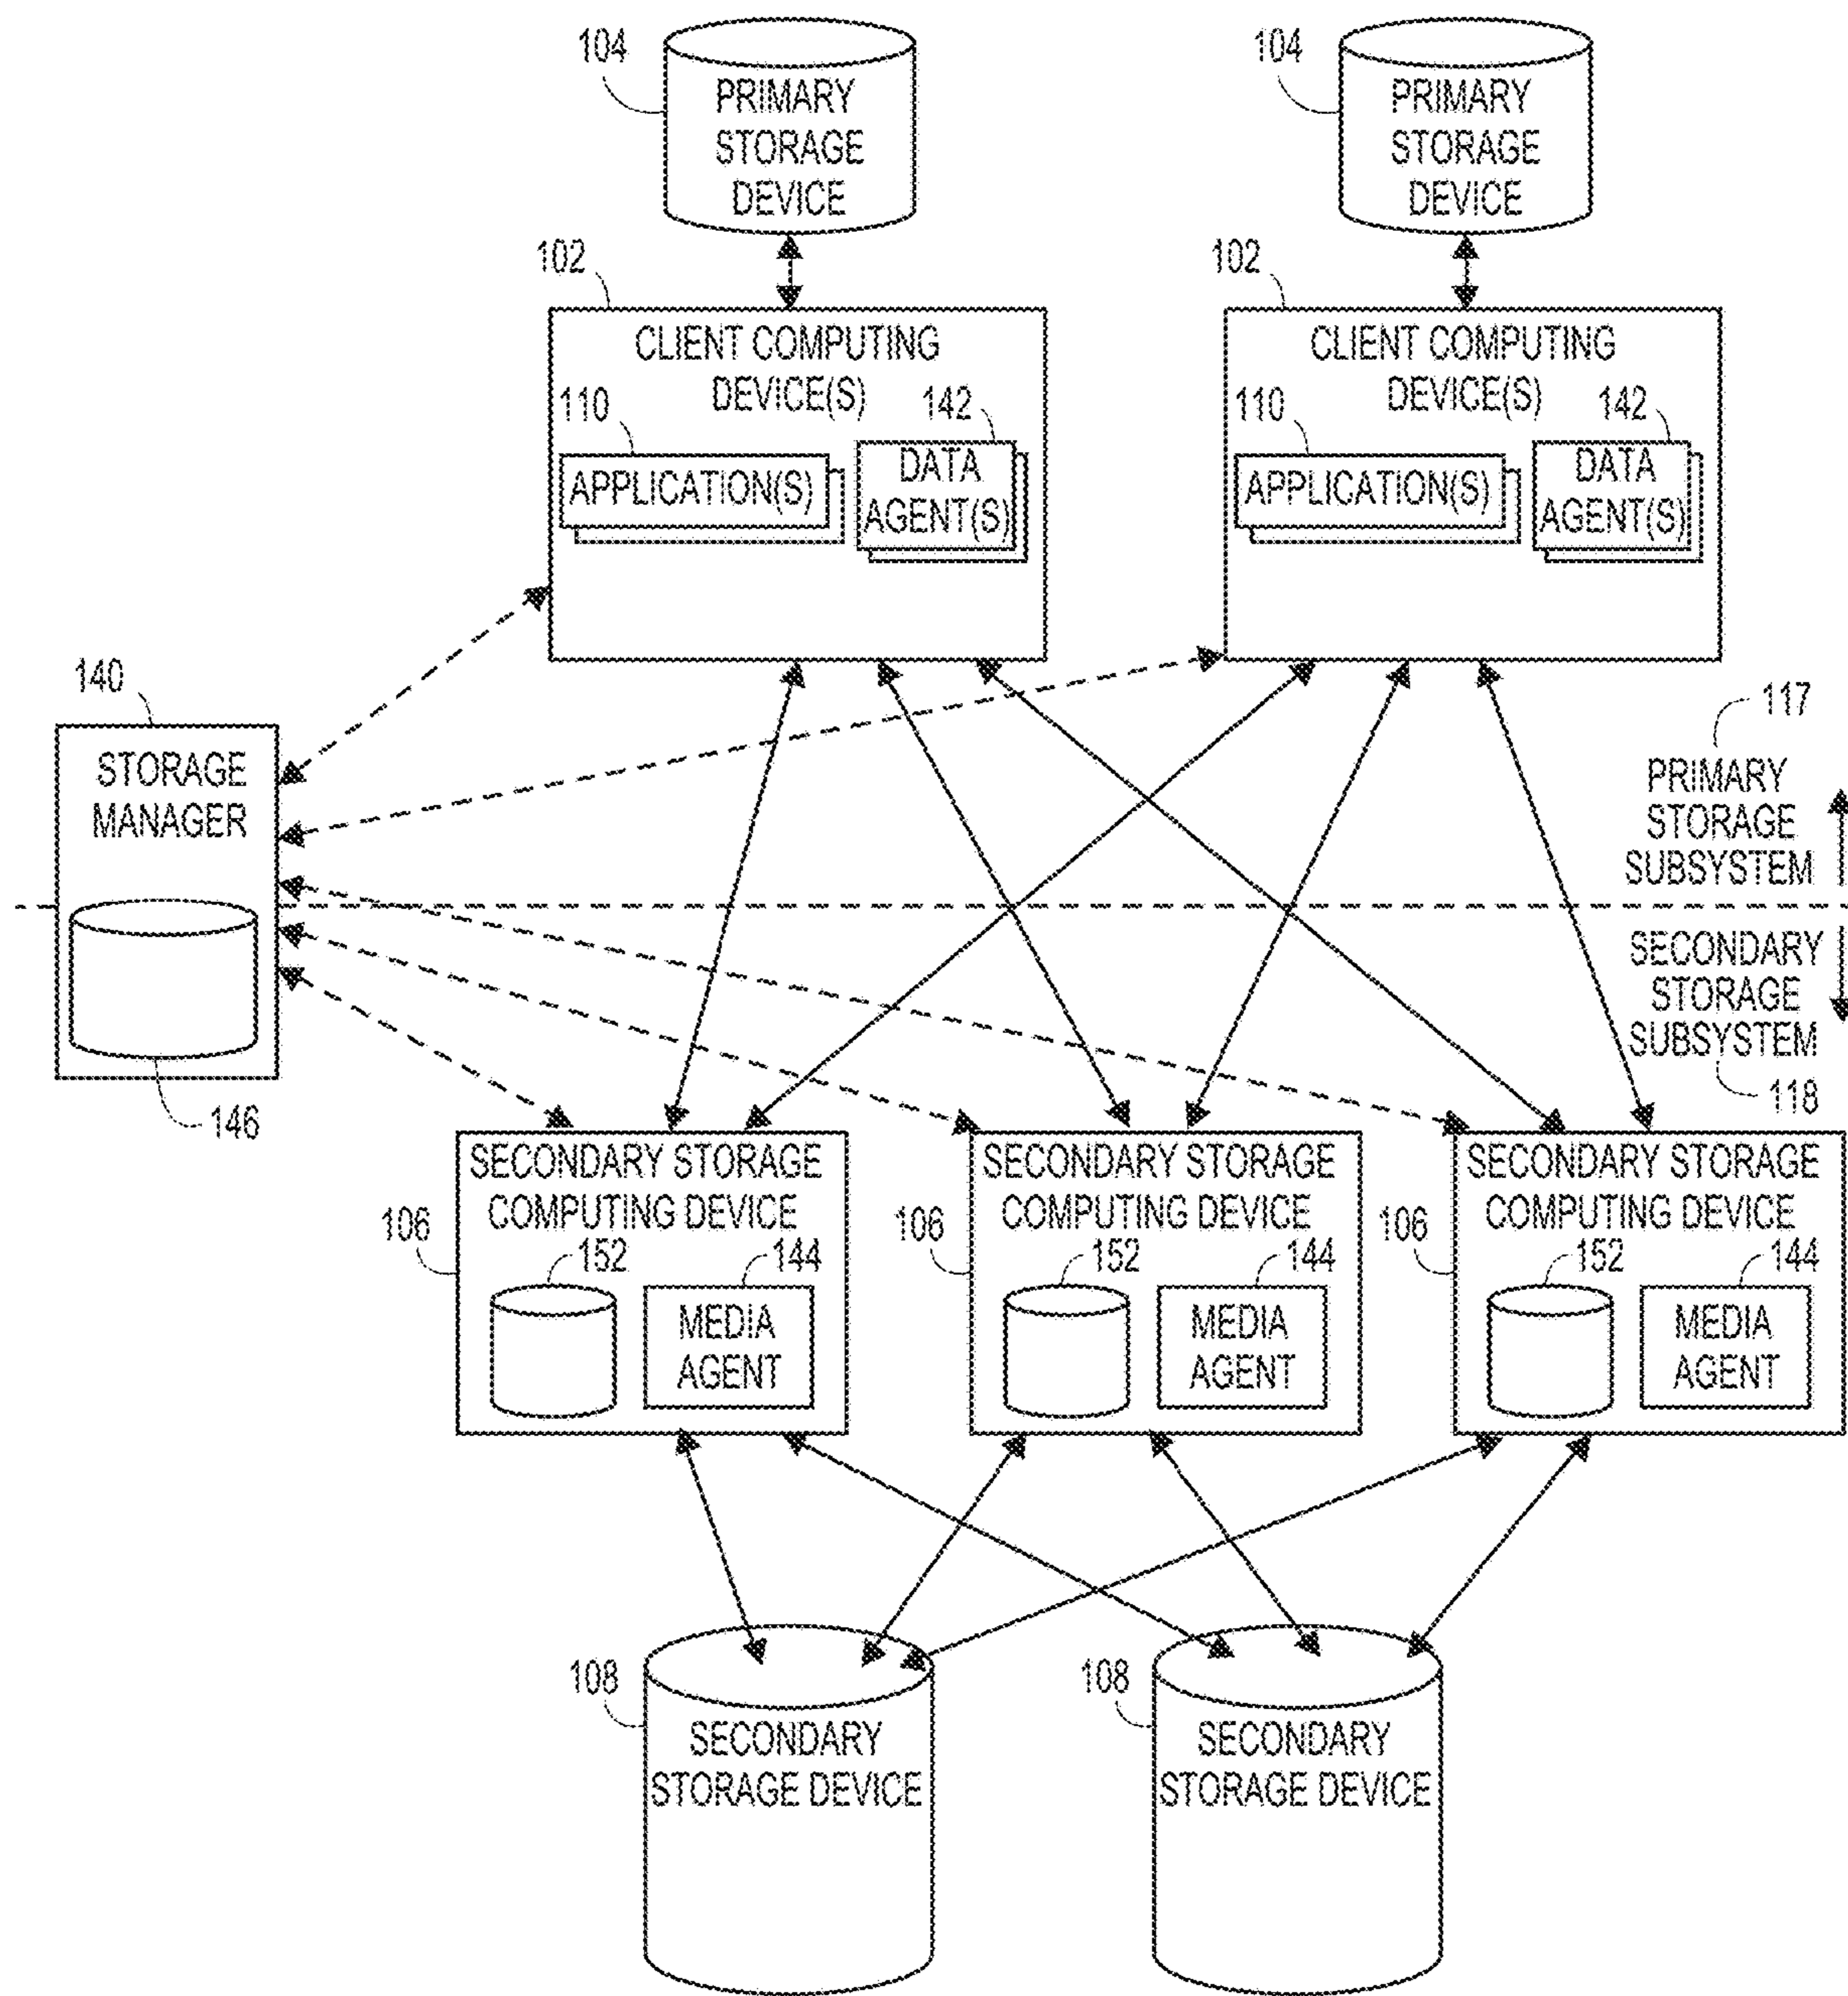 104
PRIMARY
STORAGE
DEVICE
104
PRIMARY
STORAGE
DEVICE
102
CLIENT COMPUTING
DEVICE(S)
110
142
APPLICATION(S)
DATA
AGENT(S)
102
CLIENT COMPUTING
DEVICE(S)
110
142
APPLICATION(S)
DATA
AGENT(S)
140
STORAGE
MANAGER
146
117
PRIMARY
STORAGE
SUBSYSTEM
SECONDARY
STORAGE
SUBSYSTEM
118
106
SECONDARY STORAGE
COMPUTING DEVICE
152
144
MEDIA
AGENT
106
SECONDARY STORAGE
COMPUTING DEVICE
152
144
MEDIA
AGENT
106
SECONDARY STORAGE
COMPUTING DEVICE
152
144
MEDIA
AGENT
108
SECONDARY
STORAGE DEVICE
108
SECONDARY
STORAGE DEVICE